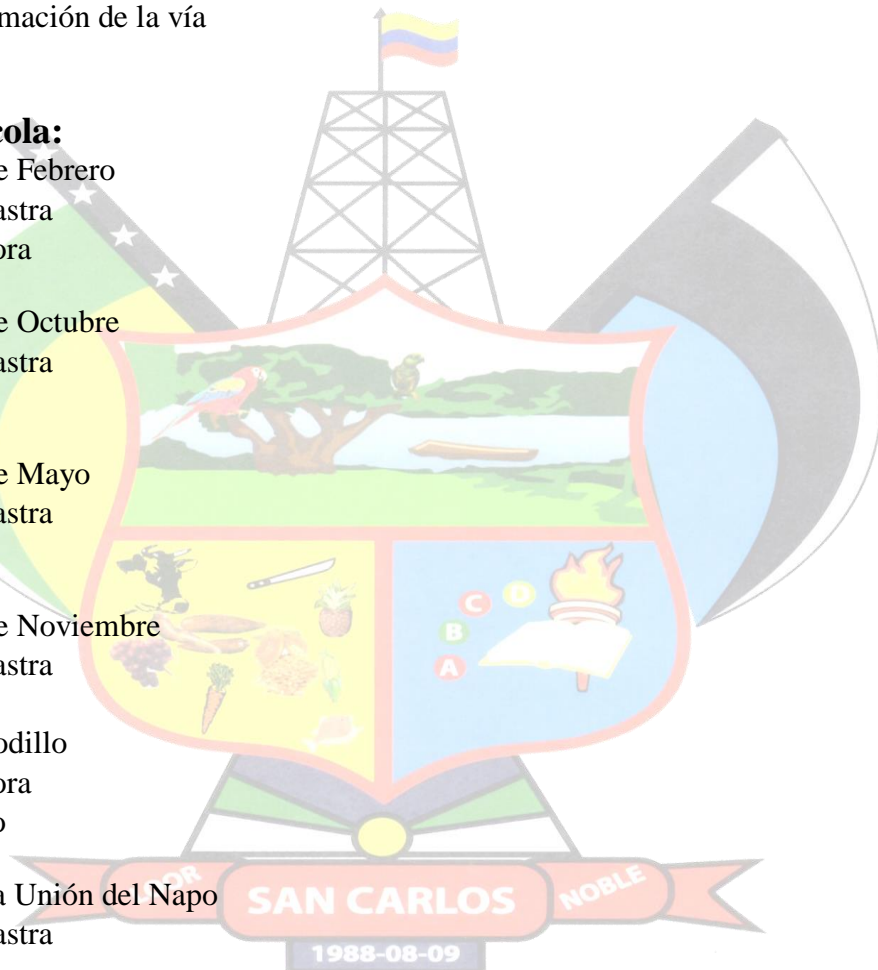 mación de la vía
cola:
e Febrero
astra
ora
e Octubre
astra
e Mayo
astra
e Noviembre
astra
odillo
ora
o
a Unión del Napo
astra
D
C
B
A
LOOR SAN CARLOS NOBLE
1988-08-09